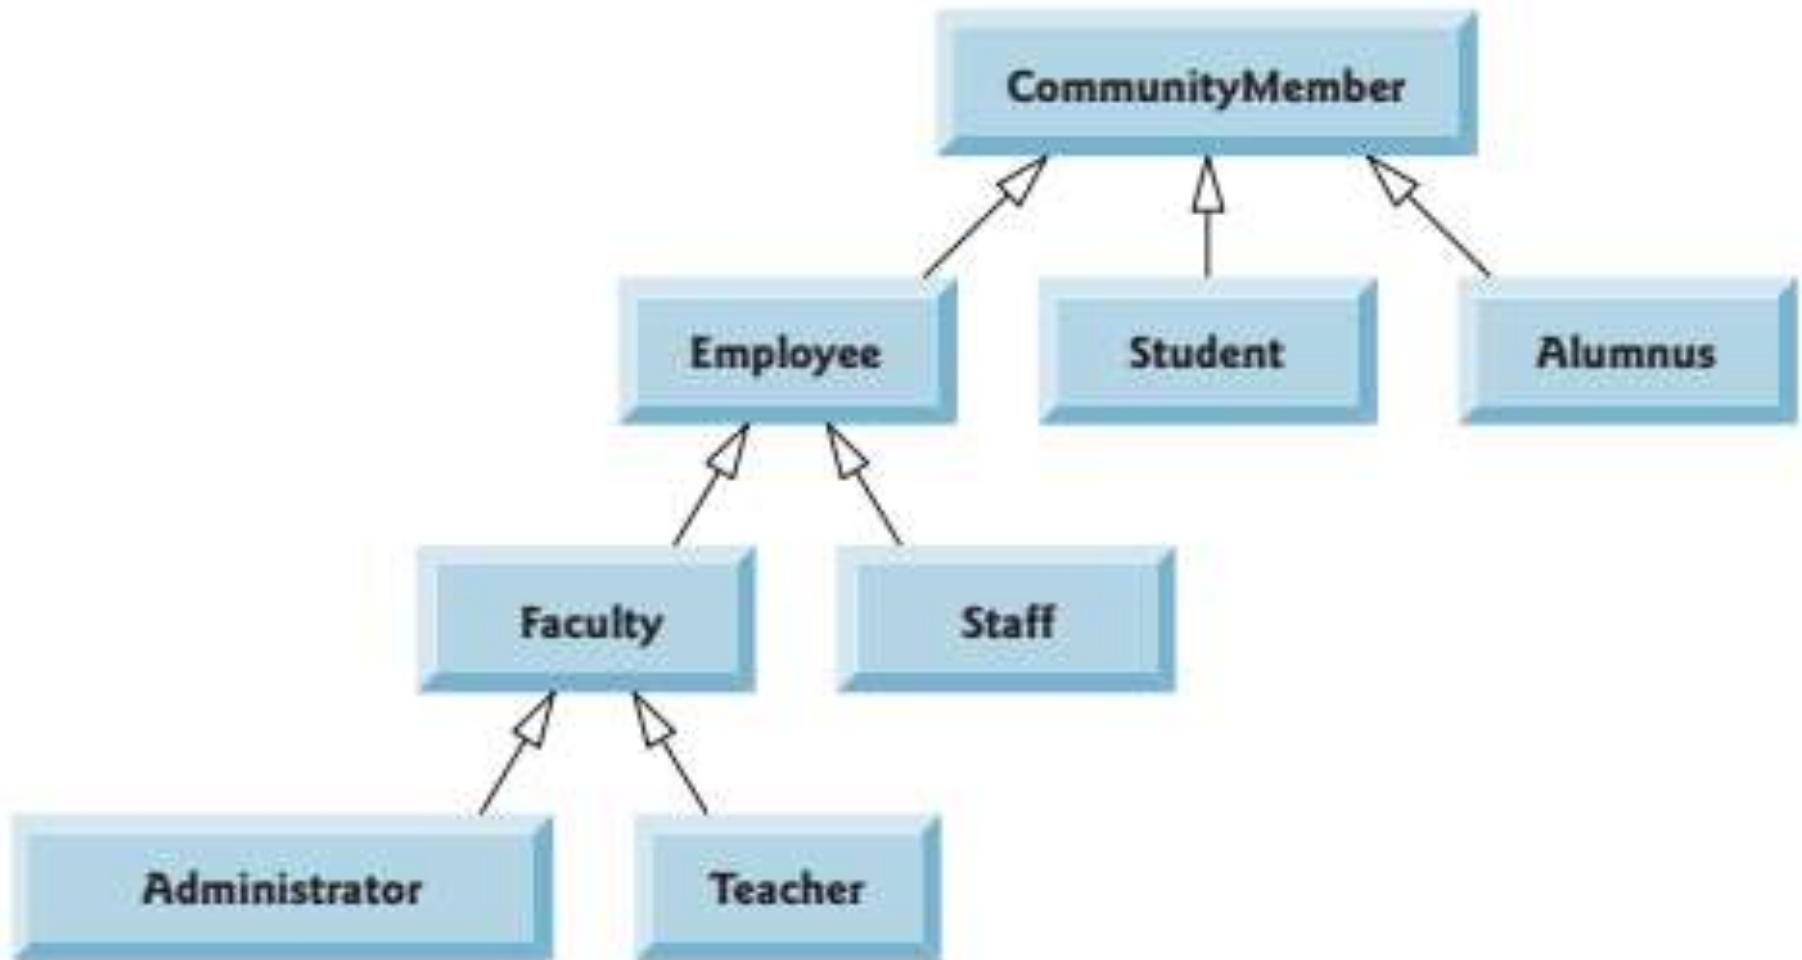 CommunityMember
Employee
Student
Alumnus
Faculty
Staff
Administrator
Teacher